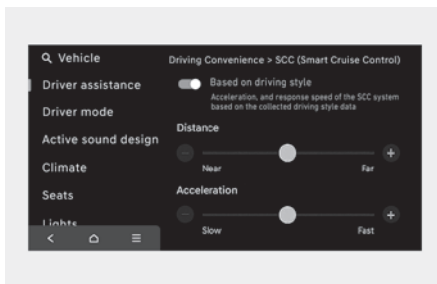 Vehicle
Driver assistance
Driver mode
Active sound design
Climate
Seats
Lights
Driving Convenience > SCC (Smart Cruise Control)
Based on driving style
Acceleration, and response speed of the SCC system
based on the collected driving style data
Distance
Near Far
Acceleration
Slow Fast